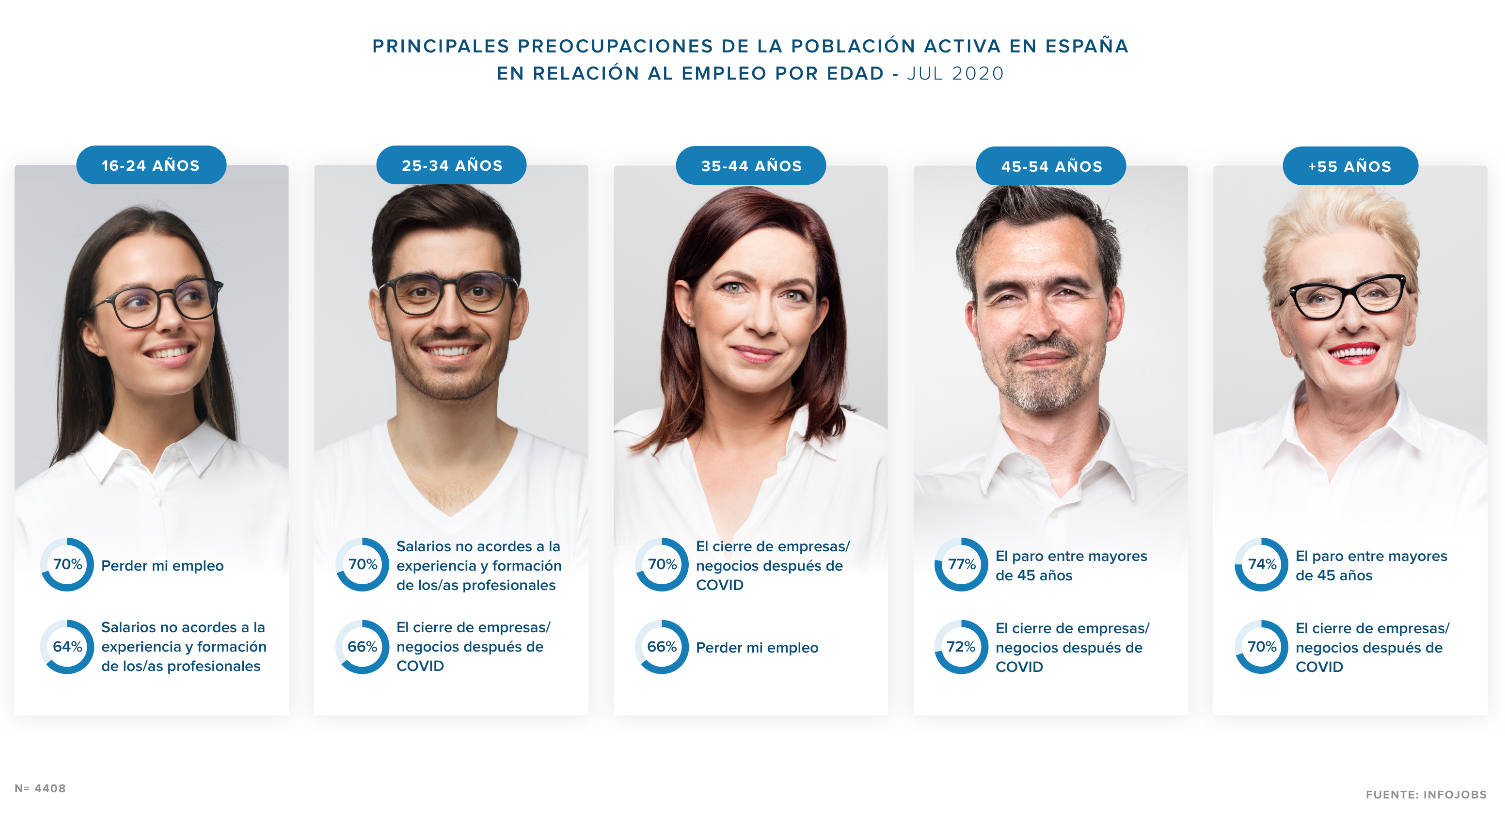 PRINCIPALES PREOCUPACIONES DE LA POBLACIÓN ACTIVA EN ESPAÑA
EN RELACIÓN AL EMPLEO POR EDAD - JUL 2020
16-24 AÑOS
70%
Perder mi empleo
64%
Salarios no acordes a la
experiencia y formación
de los/as profesionales
25-34 AÑOS
70%
Salarios no acordes a la
experiencia y formación
de los/as profesionales
66%
El cierre de empresas/
negocios después de
COVID
35-44 AÑOS
70%
El cierre de empresas/
negocios después de
COVID
66%
Perder mi empleo
45-54 AÑOS
77%
El paro entre mayores
de 45 años
72%
El cierre de empresas/
negocios después de
COVID
+55 AÑOS
74%
El paro entre mayores
de 45 años
70%
El cierre de empresas/
negocios después de
COVID
N= 4408
FUENTE: INFOJOBS